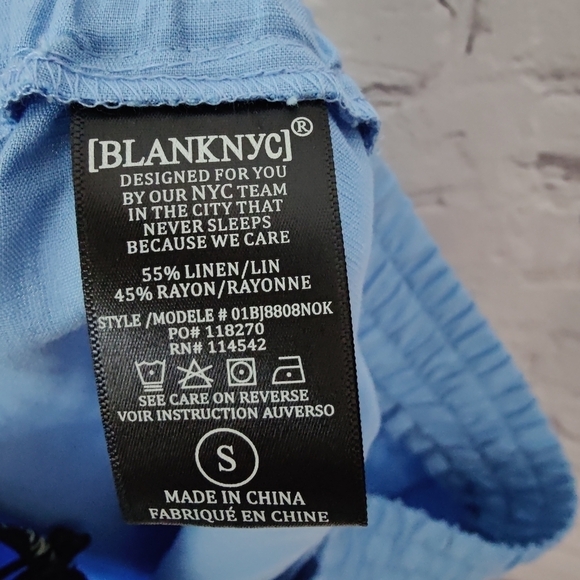 [BLANKNYC]®
DESIGNED FOR YOU
BY OUR NYC TEAM
IN THE CITY THAT
NEVER SLEEPS
BECAUSE WE CARE
55% LINEN/LIN
45% RAYON/RAYONNE
STYLE /MODELE # 01BJ8808NOK
PO# 118270
RN# 114542
SEE CARE ON REVERSE
VOIR INSTRUCTION AUVERSO
S
MADE IN CHINA
FABRIQUÉ EN CHINE